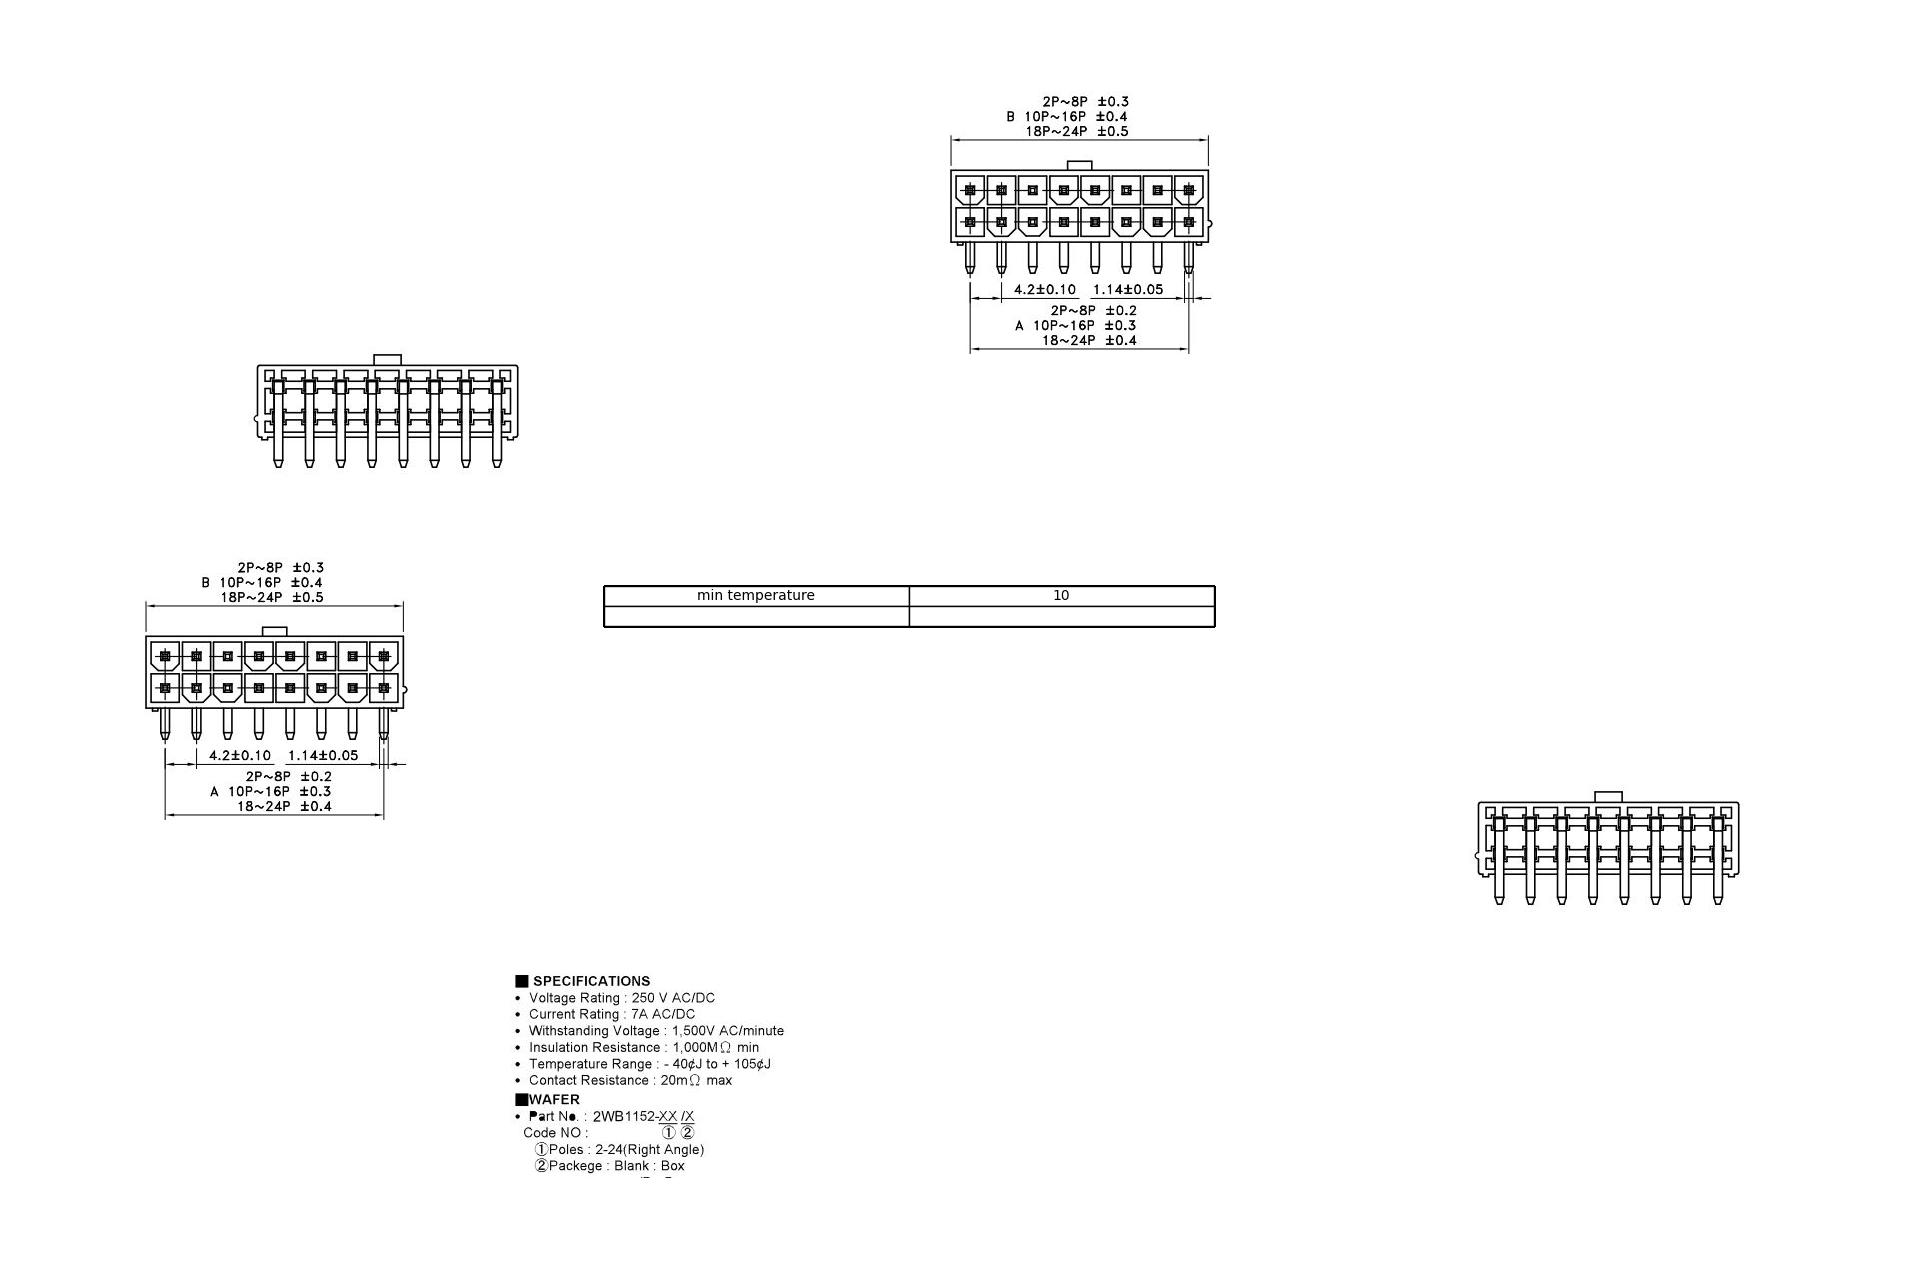 2P~8P ±0.3
B 10P~16P ±0.4
18P~24P ±0.5
4.2±0.10 1.14±0.05
2P~8P ±0.2
A 10P~16P ±0.3
18~24P ±0.4
2P~8P ±0.3
B 10P~16P ±0.4
18P~24P ±0.5
4.2±0.10 1.14±0.05
2P~8P ±0.2
A 10P~16P ±0.3
18~24P ±0.4
min temperature 10
■ SPECIFICATIONS
• Voltage Rating : 250 V AC/DC
• Current Rating : 7A AC/DC
• Withstanding Voltage : 1,500V AC/minute
• Insulation Resistance : 1,000MΩ min
• Temperature Range : - 40¢J to + 105¢J
• Contact Resistance : 20mΩ max
■WAFER
• Part No. : 2WB1152-XX /X
Code NO : ① ②
①Poles : 2-24(Right Angle)
②Packege : Blank : Box